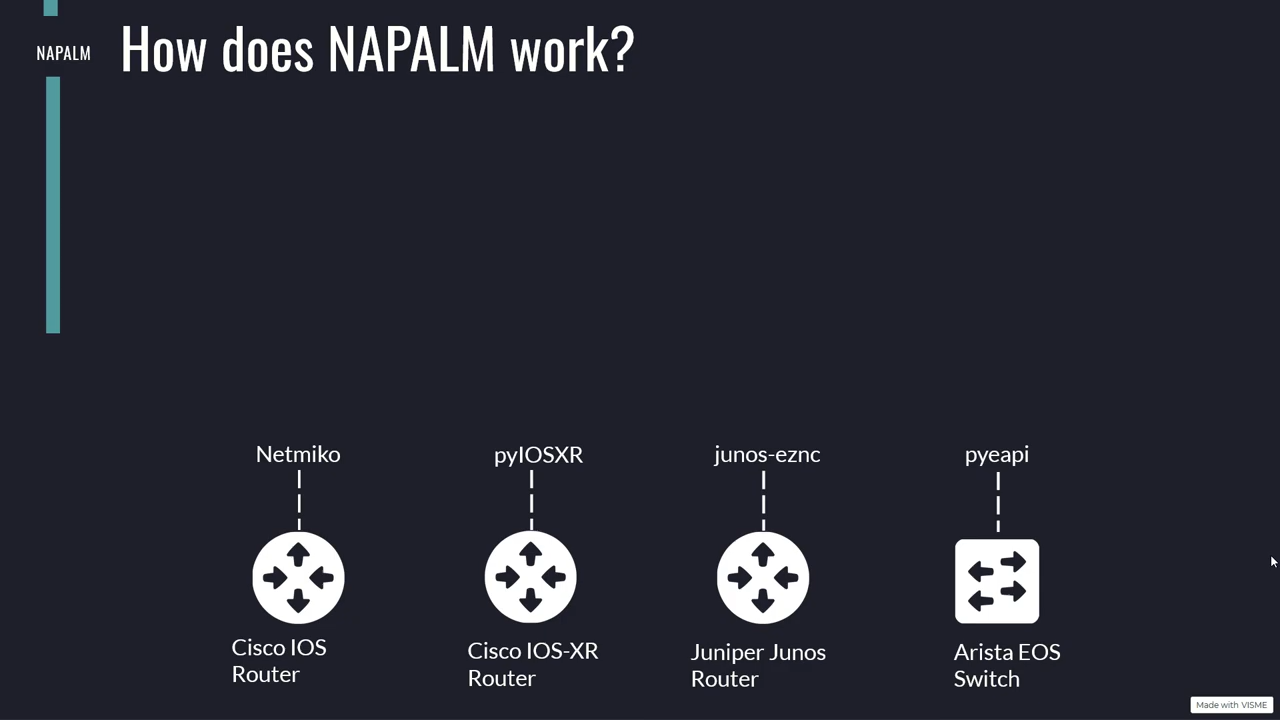 NAPALM
How does NAPALM work?
Netmiko
pyIOSXR
junos-eznc
pyeapi
Cisco IOS
Router
Cisco IOS-XR
Router
Juniper Junos
Router
Arista EOS
Switch
Made with VISME